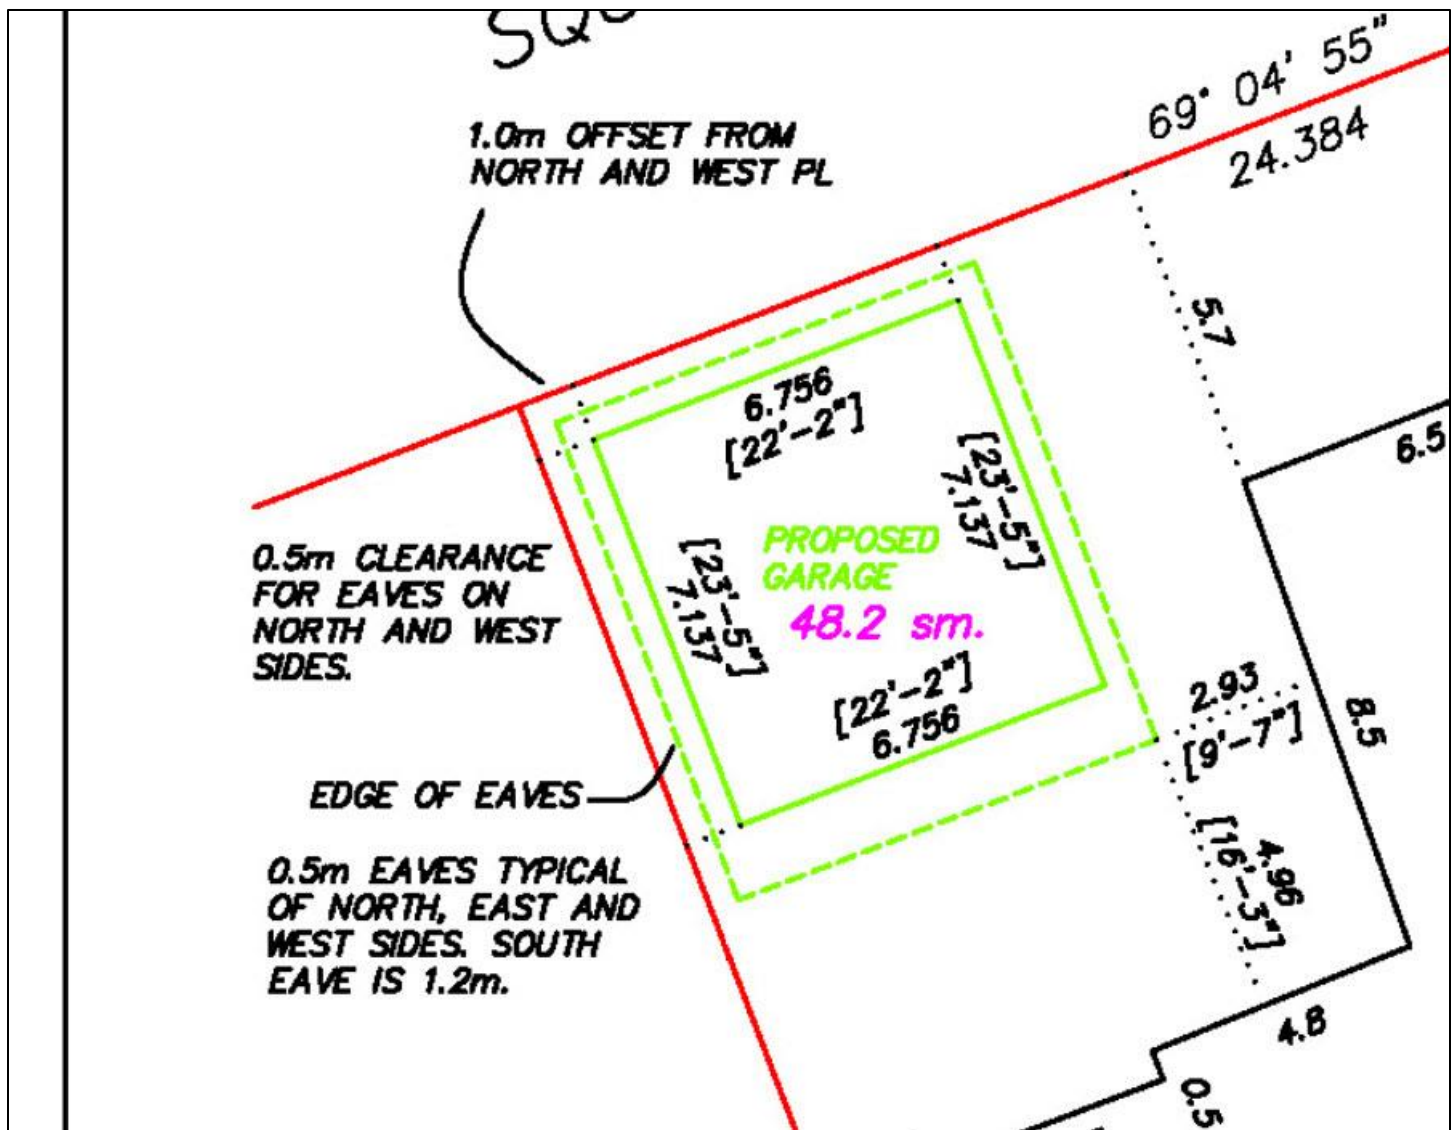 SQU
69° 04' 55"
24.384
1.0m OFFSET FROM
NORTH AND WEST PL
5.7
6.5
6.756
[22'-2"]
[23'-5"]
7.137
0.5m CLEARANCE
FOR EAVES ON
NORTH AND WEST
SIDES.
PROPOSED
GARAGE
48.2 sm.
[23'-5"]
7.137
[22'-2"]
6.756
2.93
[9'-7"]
8.5
EDGE OF EAVES
4.96
[16'-3"]
0.5m EAVES TYPICAL
OF NORTH, EAST AND
WEST SIDES. SOUTH
EAVE IS 1.2m.
4.8
0.5